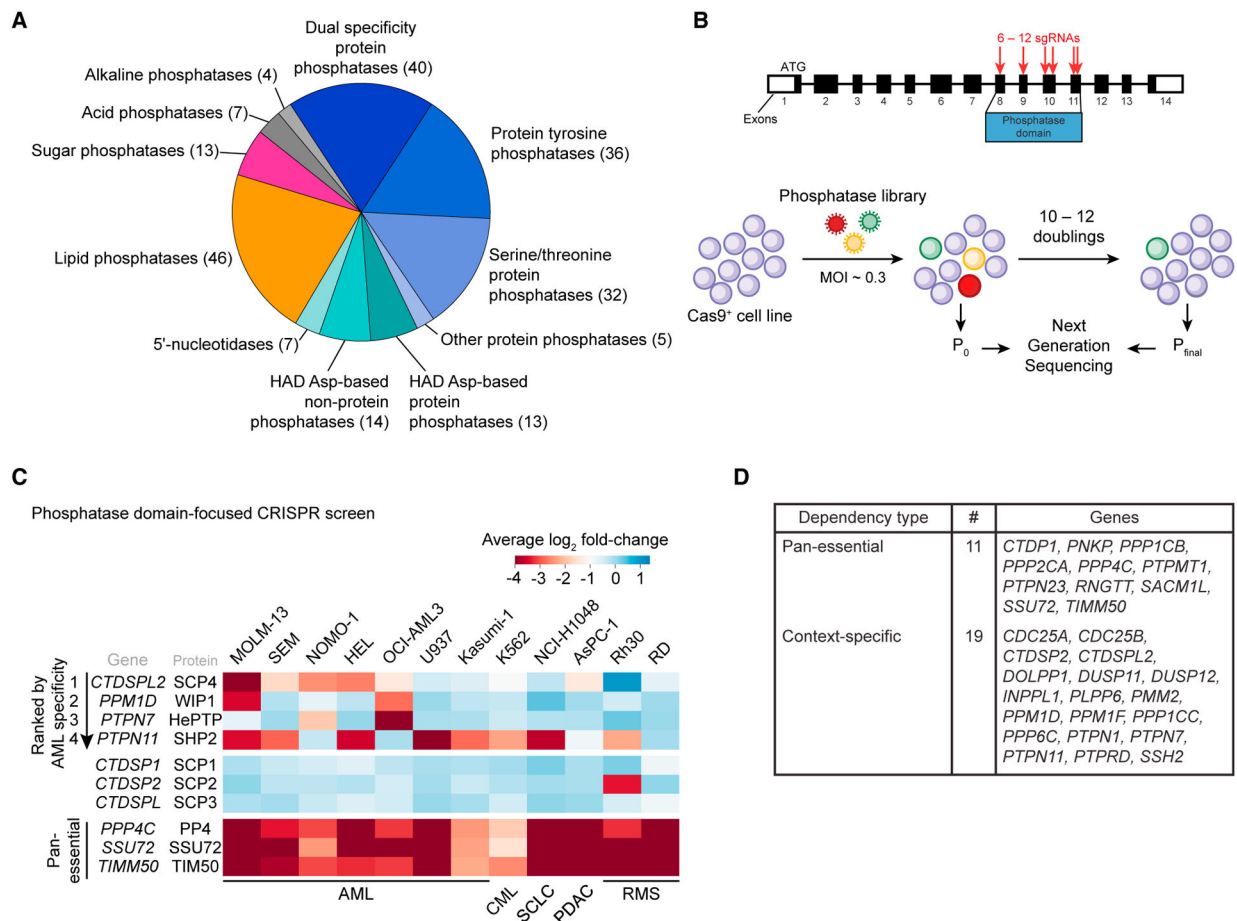 A
Dual specificity
protein
phosphatases (40)
Alkaline phosphatases (4)
Acid phosphatases (7)
Sugar phosphatases (13)
Protein tyrosine
phosphatases (36)
Lipid phosphatases (46)
Serine/threonine
protein
phosphatases (32)
5'-nucleotidases (7)
Other protein phosphatases (5)
HAD Asp-based
non-protein
phosphatases (14)
HAD Asp-based
protein
phosphatases (13)
B
6 – 12 sgRNAs
ATG
Exons
1 2 3 4 5 6 7 8 9 10 11 12 13 14
Phosphatase
domain
Phosphatase library
MOI ~ 0.3
10 – 12
doublings
Cas9⁺ cell line
P₀
Next
Generation
Sequencing
P_final
C
Phosphatase domain-focused CRISPR screen
Average log₂ fold-change
-4 -3 -2 -1 0 1
MOLM-13 SEM NOMO-1 HEL OCI-AML3 U937 Kasumi-1 K562 NCI-H1048 AsPC-1 Rh30 RD
Gene Protein
Ranked by
AML specificity
1 CTDSPL2 SCP4
2 PPM1D WIP1
3 PTPN7 HePTP
4 PTPN11 SHP2
CTDSP1 SCP1
CTDSP2 SCP2
CTDSPL SCP3
Pan-
essential
PPP4C PP4
SSU72 SSU72
TIMM50 TIM50
AML CML SCLC PDAC RMS
D
Dependency type # Genes
Pan-essential 11 CTDP1, PNKP, PPP1CB,
PPP2CA, PPP4C, PTPMT1,
PTPN23, RNGTT, SACM1L,
SSU72, TIMM50
Context-specific 19 CDC25A, CDC25B,
CTDSP2, CTDSPL2,
DOLPP1, DUSP11, DUSP12,
INPPL1, PLPP6, PMM2,
PPM1D, PPM1F, PPP1CC,
PPP6C, PTPN1, PTPN7,
PTPN11, PTPRD, SSH2